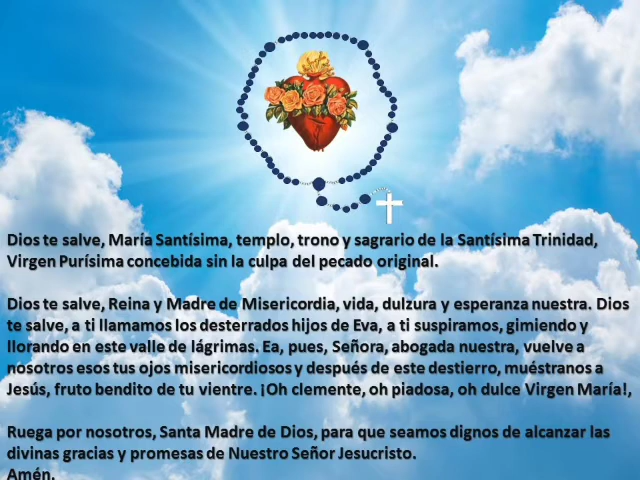 Dios te salve, María Santísima, templo, trono y sagrario de la Santísima Trinidad,
Virgen Purísima concebida sin la culpa del pecado original.
Dios te salve, Reina y Madre de Misericordia, vida, dulzura y esperanza nuestra. Dios
te salve, a ti llamamos los desterrados hijos de Eva, a ti suspiramos, gimiendo y
llorando en este valle de lágrimas. Ea, pues, Señora, abogada nuestra, vuelve a
nosotros esos tus ojos misericordiosos y después de este destierro, muéstranos a
Jesús, fruto bendito de tu vientre. ¡Oh clemente, oh piadosa, oh dulce Virgen María!,
Ruega por nosotros, Santa Madre de Dios, para que seamos dignos de alcanzar las
divinas gracias y promesas de Nuestro Señor Jesucristo.
Amén.